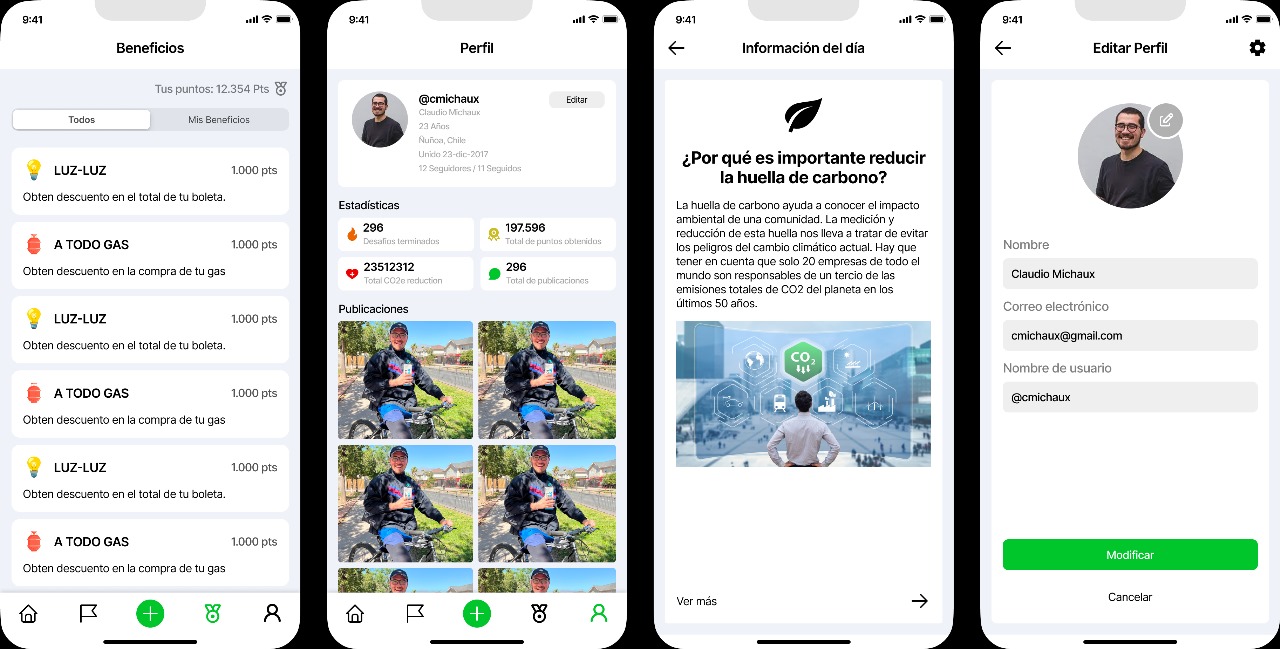 9:41
Beneficios
Tus puntos: 12.354 Pts
Todos
Mis Beneficios
LUZ-LUZ
1.000 pts
Obten descuento en el total de tu boleta.
A TODO GAS
1.000 pts
Obten descuento en la compra de tu gas
LUZ-LUZ
1.000 pts
Obten descuento en el total de tu boleta.
A TODO GAS
1.000 pts
Obten descuento en la compra de tu gas
LUZ-LUZ
1.000 pts
Obten descuento en el total de tu boleta.
A TODO GAS
1.000 pts
Obten descuento en la compra de tu gas
9:41
Perfil
@cmichaux
Editar
Claudio Michaux
23 Años
Ñuñoa, Chile
Unido 23-dic-2017
12 Seguidores / 11 Seguidos
Estadísticas
296
Desafios terminados
197.596
Total de puntos obtenidos
23512312
Total CO2e reduction
296
Total de publicaciones
Publicaciones
9:41
Información del día
¿Por qué es importante reducir
la huella de carbono?
La huella de carbono ayuda a conocer el impacto
ambiental de una comunidad. La medición y
reducción de esta huella nos lleva a tratar de evitar
los peligros del cambio climático actual. Hay que
tener en cuenta que solo 20 empresas de todo el
mundo son responsables de un tercio de las
emisiones totales de CO2 del planeta en los
últimos 50 años.
CO2
Ver más
9:41
Editar Perfil
Nombre
Claudio Michaux
Correo electrónico
cmichaux@gmail.com
Nombre de usuario
@cmichaux
Modificar
Cancelar